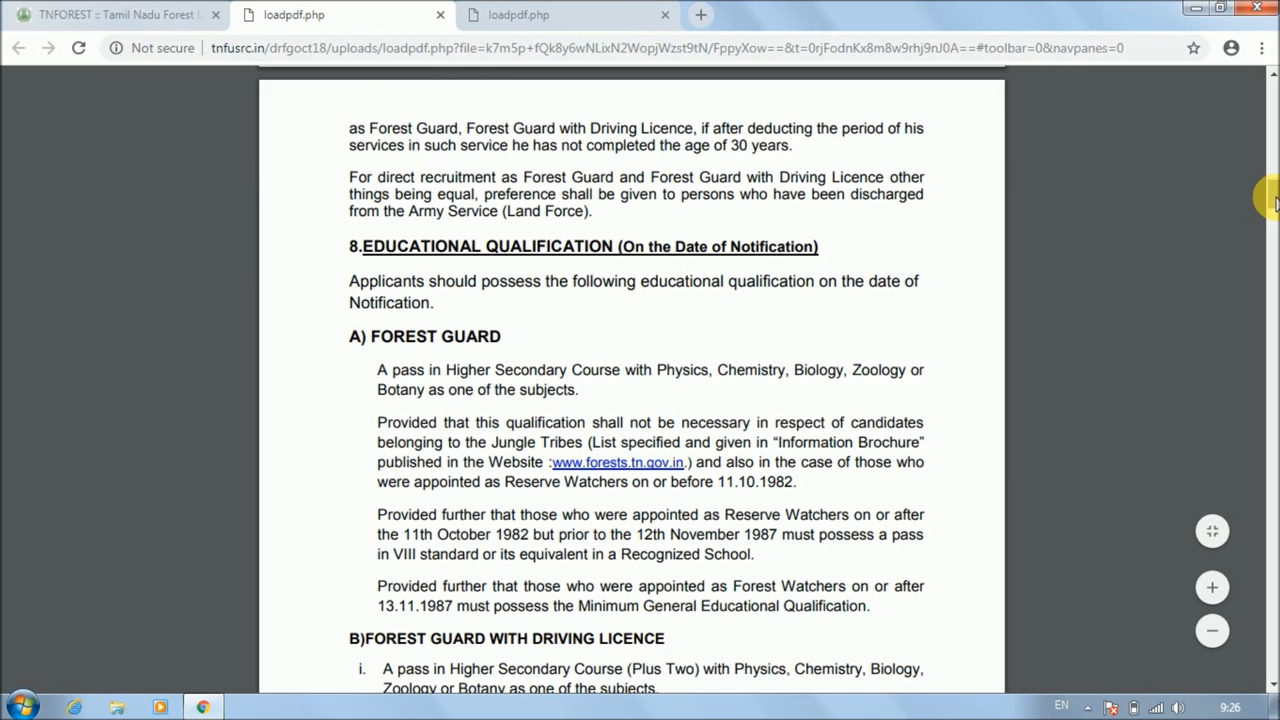 TNFOREST :: Tamil Nadu Forest
loadpdf.php
loadpdf.php
Not secure
tnfusrc.in/drfgoct18/uploads/loadpdf.php?file=k7m5p+fQk8y6wNLixN2WopjWzst9tN/FppyXow==&t=0rjFodnKx8m8w9rhj9nJ0A==#toolbar=0&navpanes=0
as Forest Guard, Forest Guard with Driving Licence, if after deducting the period of his
services in such service he has not completed the age of 30 years.
For direct recruitment as Forest Guard and Forest Guard with Driving Licence other
things being equal, preference shall be given to persons who have been discharged
from the Army Service (Land Force).
8.EDUCATIONAL QUALIFICATION (On the Date of Notification)
Applicants should possess the following educational qualification on the date of
Notification.
A) FOREST GUARD
A pass in Higher Secondary Course with Physics, Chemistry, Biology, Zoology or
Botany as one of the subjects.
Provided that this qualification shall not be necessary in respect of candidates
belonging to the Jungle Tribes (List specified and given in “Information Brochure”
published in the Website :www.forests.tn.gov.in.) and also in the case of those who
were appointed as Reserve Watchers on or before 11.10.1982.
Provided further that those who were appointed as Reserve Watchers on or after
the 11th October 1982 but prior to the 12th November 1987 must possess a pass
in VIII standard or its equivalent in a Recognized School.
Provided further that those who were appointed as Forest Watchers on or after
13.11.1987 must possess the Minimum General Educational Qualification.
B)FOREST GUARD WITH DRIVING LICENCE
i. A pass in Higher Secondary Course (Plus Two) with Physics, Chemistry, Biology,
Zoology or Botany as one of the subjects.
EN
9:26